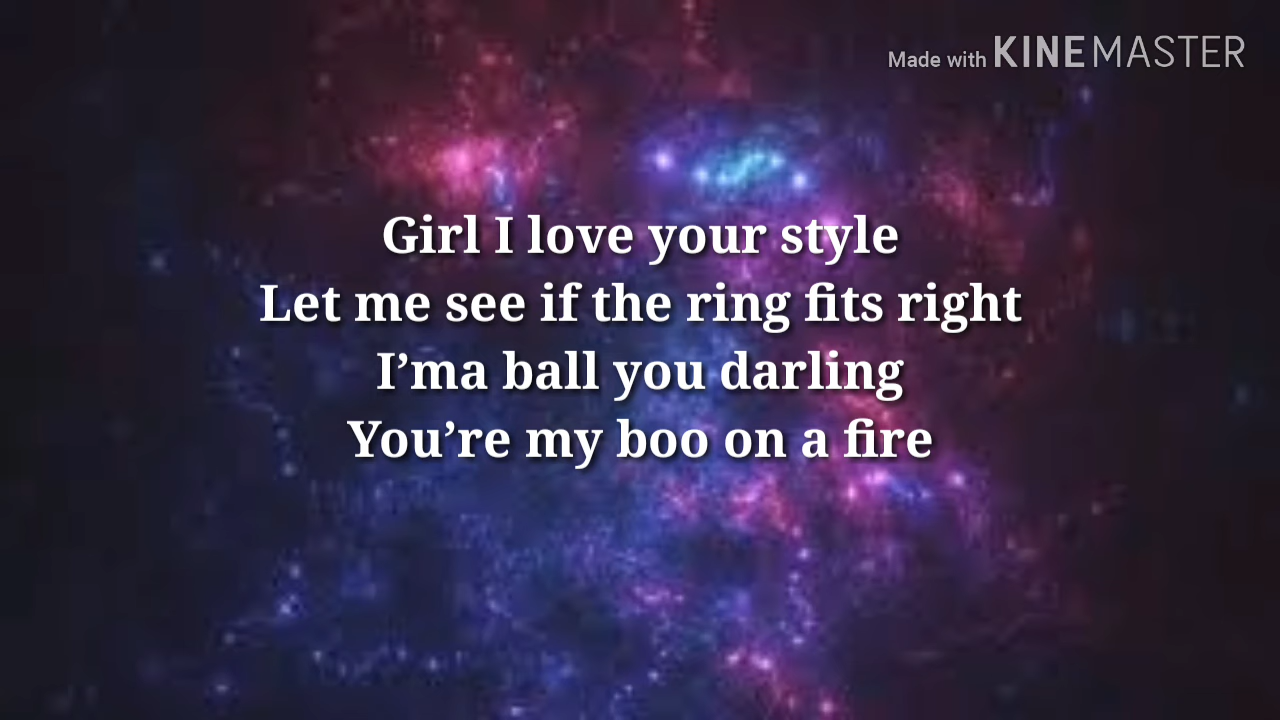 Made with KINEMASTER
Girl I love your style
Let me see if the ring fits right
I’ma ball you darling
You’re my boo on a fire